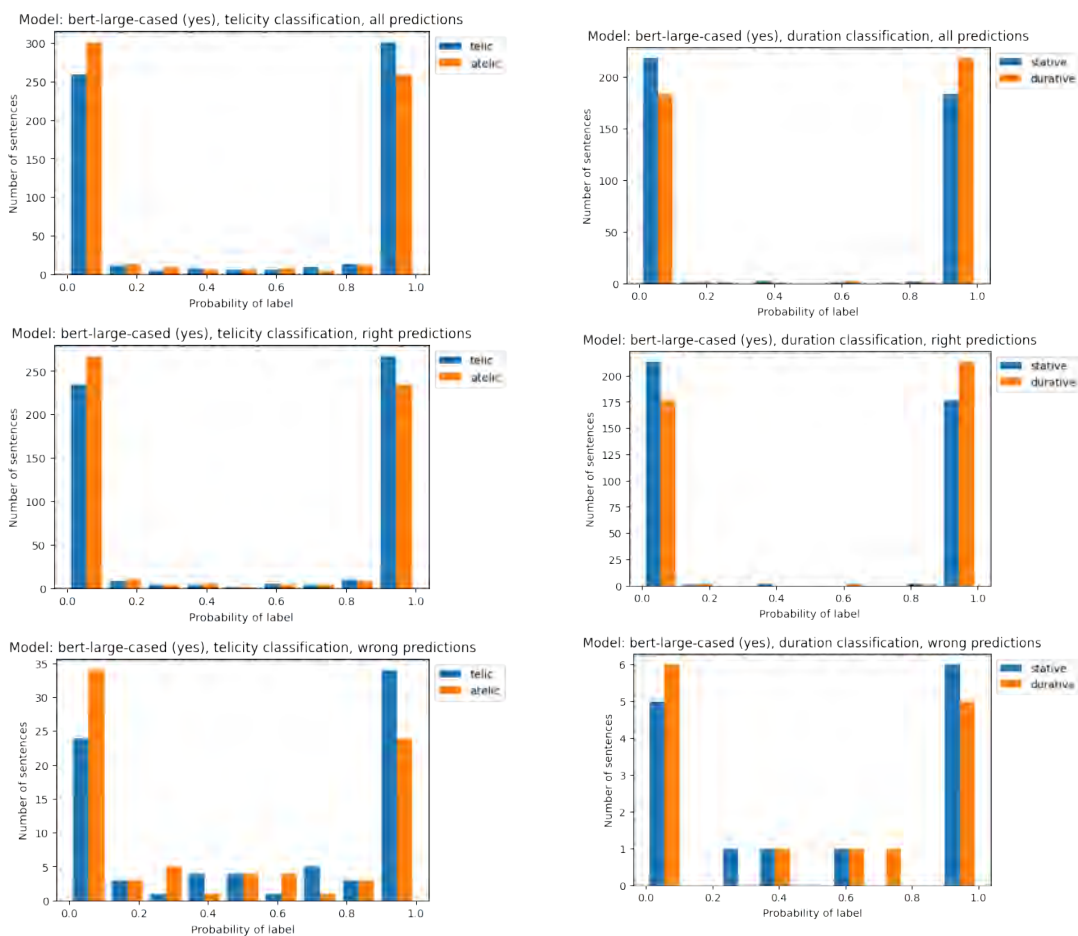 Model: bert-large-cased (yes), telicity classification, all predictions
telic
atelic
Number of sentences
300
250
200
150
100
50
0
0.0 0.2 0.4 0.6 0.8 1.0
Probability of label
Model: bert-large-cased (yes), duration classification, all predictions
stative
durative
Number of sentences
200
150
100
50
0
0.0 0.2 0.4 0.6 0.8 1.0
Probability of label
Model: bert-large-cased (yes), telicity classification, right predictions
telic
atelic
Number of sentences
250
200
150
100
50
0
0.0 0.2 0.4 0.6 0.8 1.0
Probability of label
Model: bert-large-cased (yes), duration classification, right predictions
stative
durative
Number of sentences
200
175
150
125
100
75
50
25
0
0.0 0.2 0.4 0.6 0.8 1.0
Probability of label
Model: bert-large-cased (yes), telicity classification, wrong predictions
telic
atelic
Number of sentences
35
30
25
20
15
10
5
0
0.0 0.2 0.4 0.6 0.8 1.0
Probability of label
Model: bert-large-cased (yes), duration classification, wrong predictions
stative
durative
Number of sentences
6
5
4
3
2
1
0
0.0 0.2 0.4 0.6 0.8 1.0
Probability of label